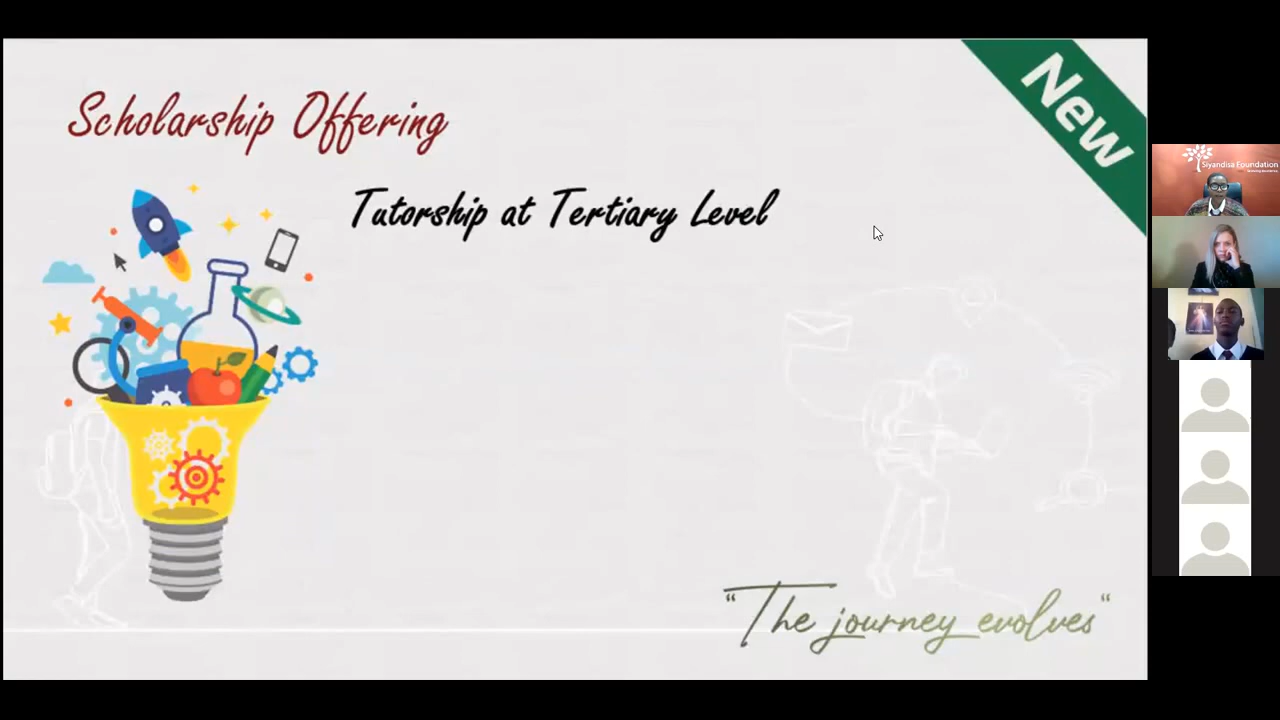 Scholarship Offering
New
Tutorship at Tertiary Level
Siyandisa Foundation
"The journey evolves"